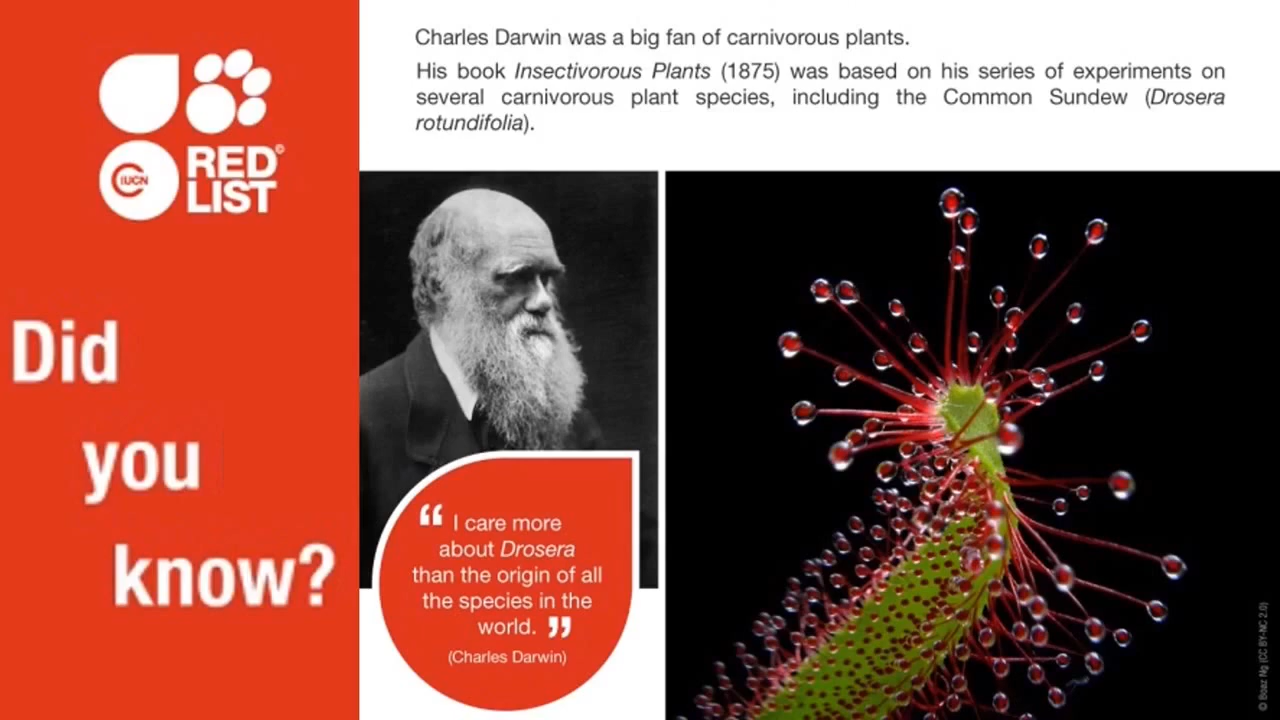 IUCN
RED
LIST
©
Did
you
know?
Charles Darwin was a big fan of carnivorous plants.
His book Insectivorous Plants (1875) was based on his series of experiments on
several carnivorous plant species, including the Common Sundew (Drosera
rotundifolia).
“ I care more
about Drosera
than the origin of all
the species in the
world. ”
(Charles Darwin)
© Boaz Ng (CC BY-NC 2.0)